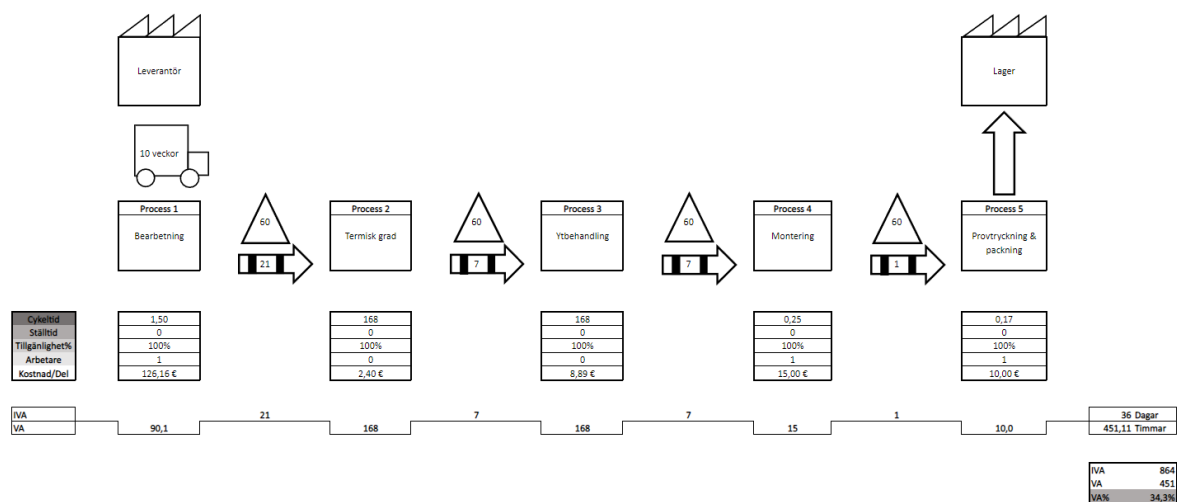 Leverantör
Lager
10 veckor
Process 1
Process 2
Process 3
Process 4
Process 5
60
60
60
60
Bearbetning
Termisk grad
Ytbehandling
Montering
Provtryckning &
packning
21
7
7
1
Cykeltid 1,50 168 168 0,25 0,17
Ställtid 0 0 0 0 0
Tillgänlighet% 100% 100% 100% 100% 100%
Arbetare 1 0 0 1 1
Kostnad/Del 126,16 € 2,40 € 8,89 € 15,00 € 10,00 €
IVA 21 7 7 1 36 Dagar
VA 90,1 168 168 15 10,0 451,11 Timmar
IVA 864
VA 451
VA% 34,3%